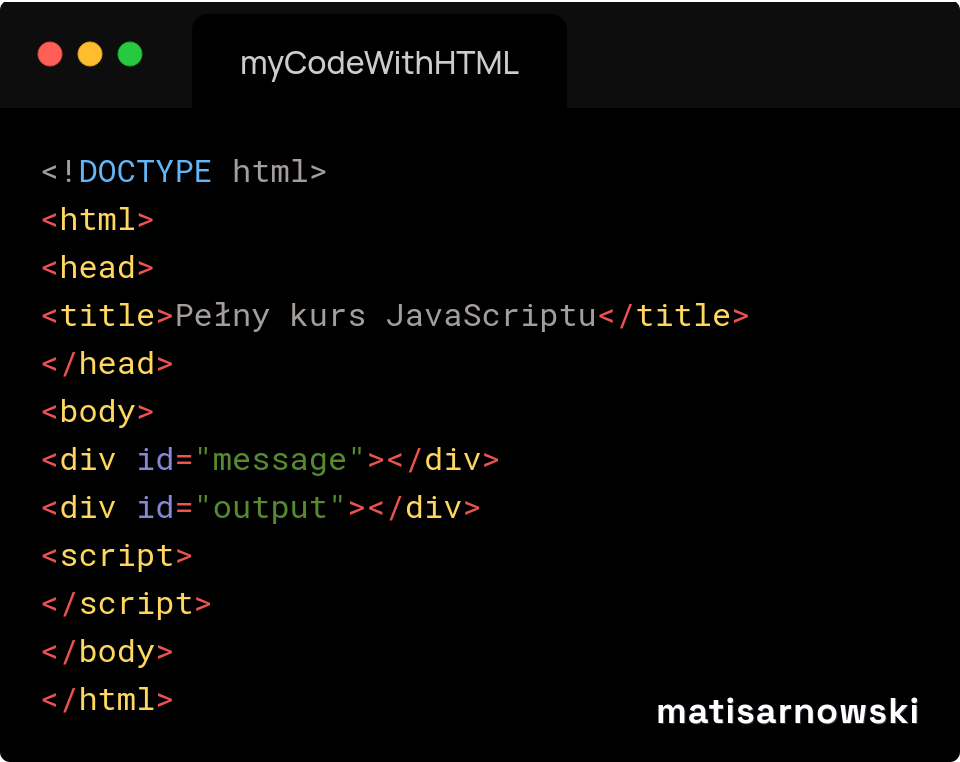 myCodeWithHTML
<!DOCTYPE html>
<html>
<head>
<title>Pełny kurs JavaScriptu</title>
</head>
<body>
<div id="message"></div>
<div id="output"></div>
<script>
</script>
</body>
</html>
matisarnowski